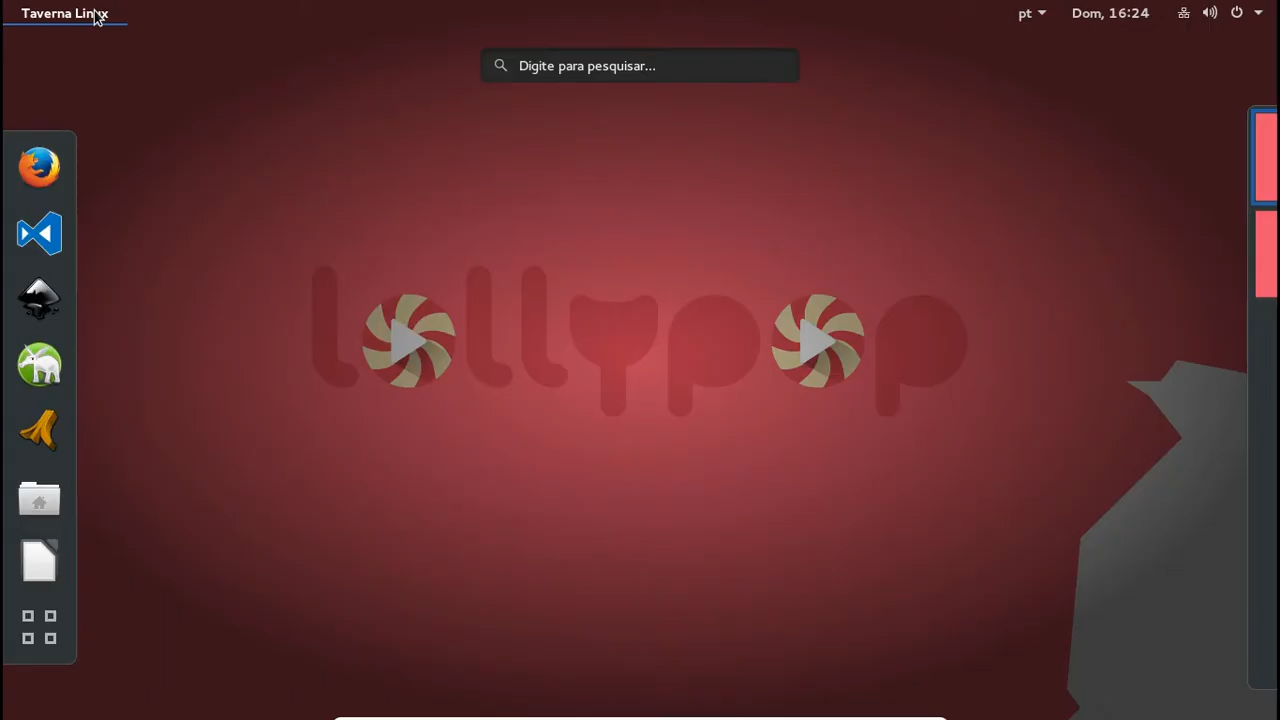 Taverna Linux
pt
Dom, 16:24
Digite para pesquisar...
lollypop